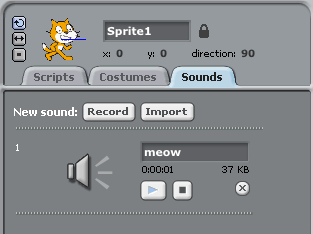 Sprite1
x: 0 y: 0 direction: 90
Scripts Costumes Sounds
New sound: Record Import
1
meow
0:00:01 37 KB